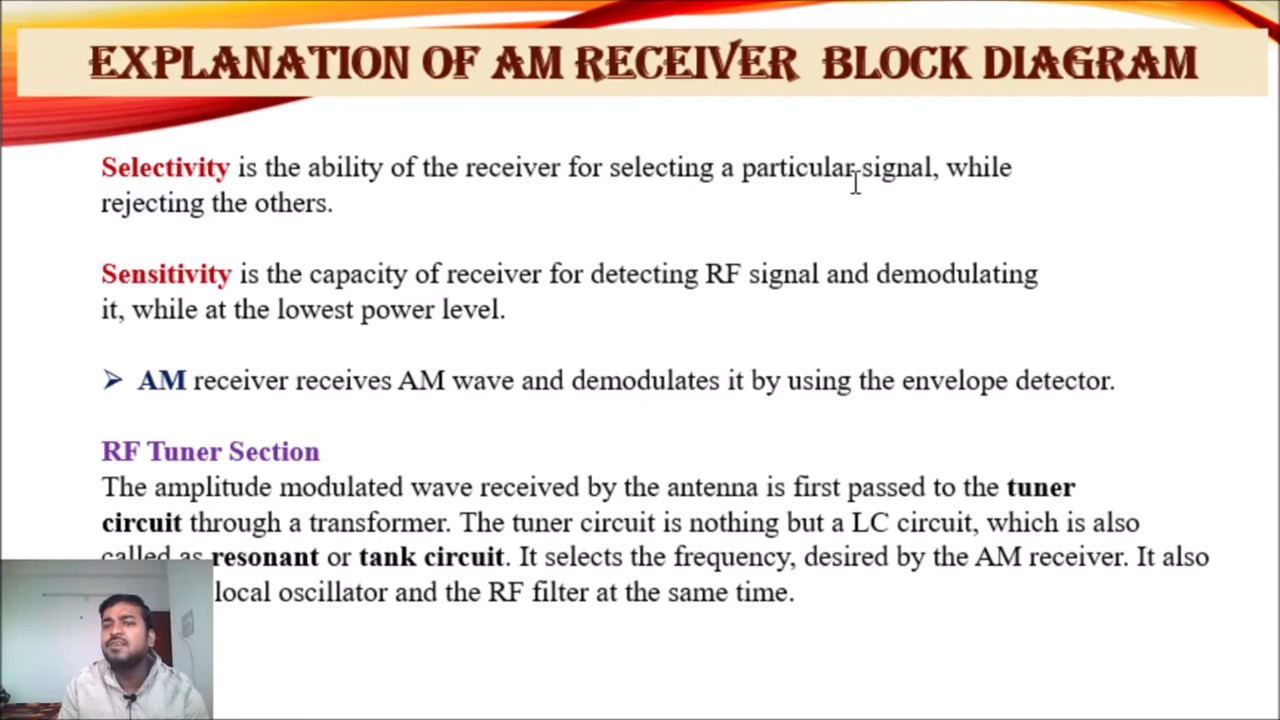 EXPLANATION OF AM RECEIVER BLOCK DIAGRAM
Selectivity is the ability of the receiver for selecting a particular signal, while
rejecting the others.
Sensitivity is the capacity of receiver for detecting RF signal and demodulating
it, while at the lowest power level.
➢ AM receiver receives AM wave and demodulates it by using the envelope detector.
RF Tuner Section
The amplitude modulated wave received by the antenna is first passed to the tuner
circuit through a transformer. The tuner circuit is nothing but a LC circuit, which is also
called as resonant or tank circuit. It selects the frequency, desired by the AM receiver. It also
local oscillator and the RF filter at the same time.